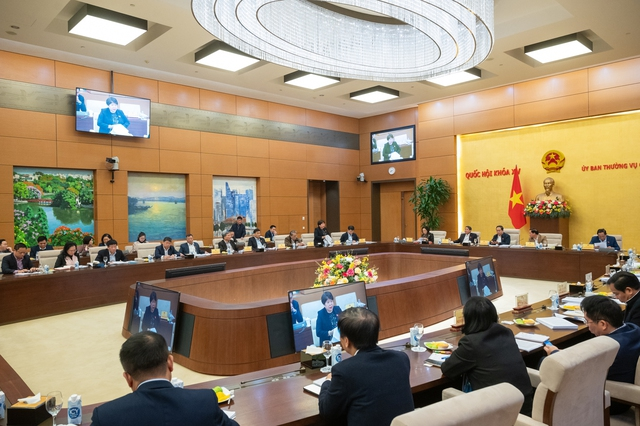 QUỐC HỘI KHÓA XV
ỦY BAN THƯỜNG VỤ